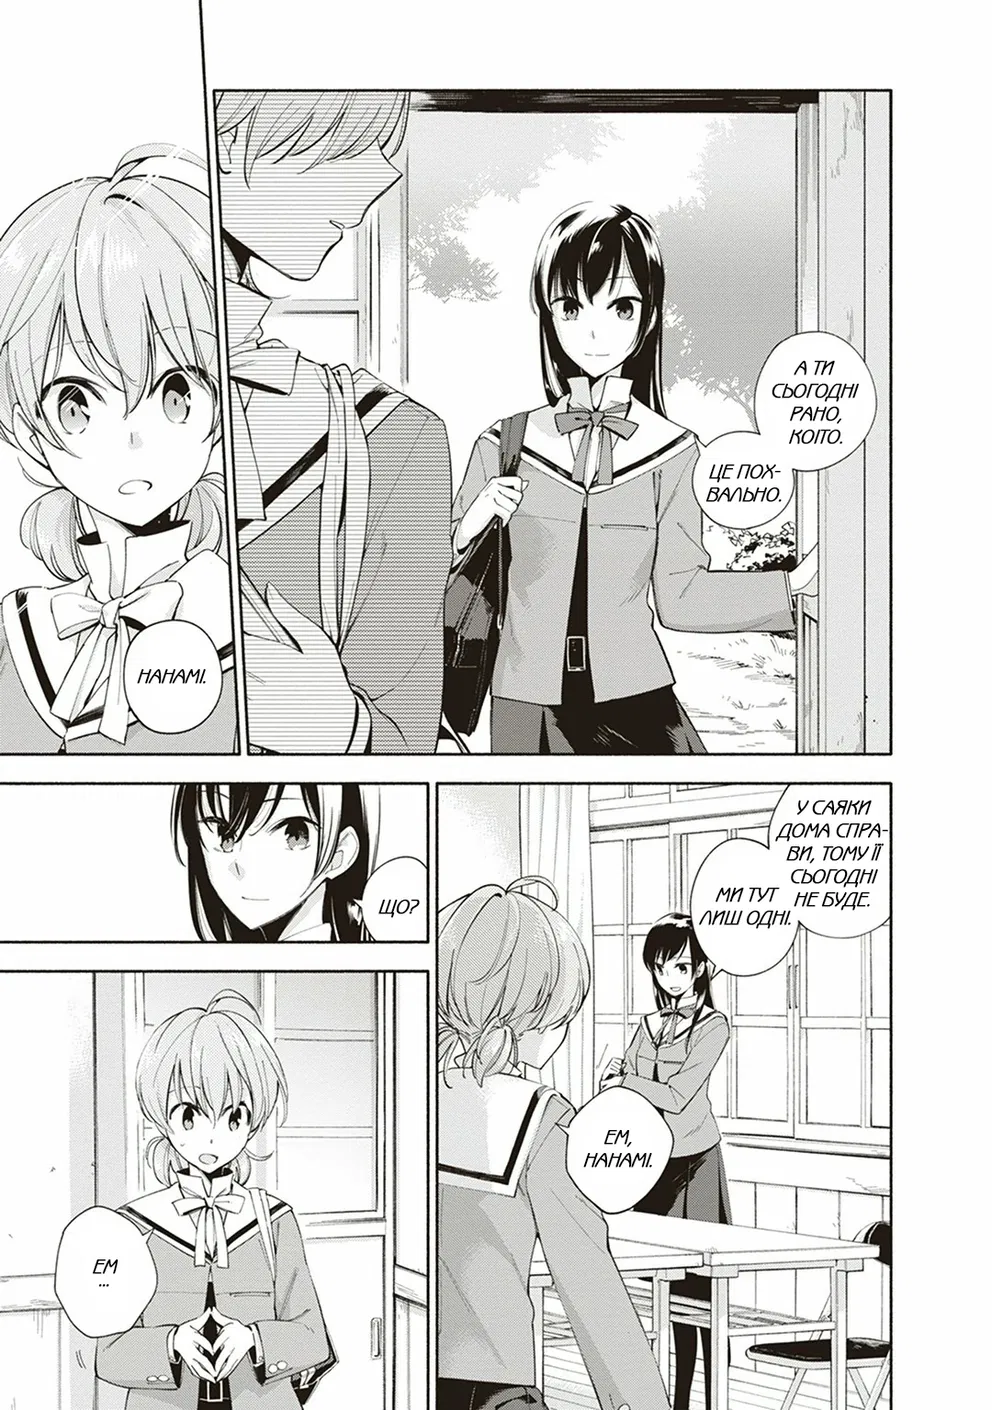 А ТИ
СЬОГОДНІ
РАНО,
КОІТО.
ЦЕ ПОХ-
ВАЛЬНО.
НАНАМІ.
У САЯКИ
ДОМА СПРА-
ВИ, ТОМУ ЇЇ
СЬОГОДНІ
НЕ БУДЕ.
МИ ТУТ
ЛИШ ОДНІ.
ЕМ,
НАНАМІ.
ЩО?
ЕМ
...